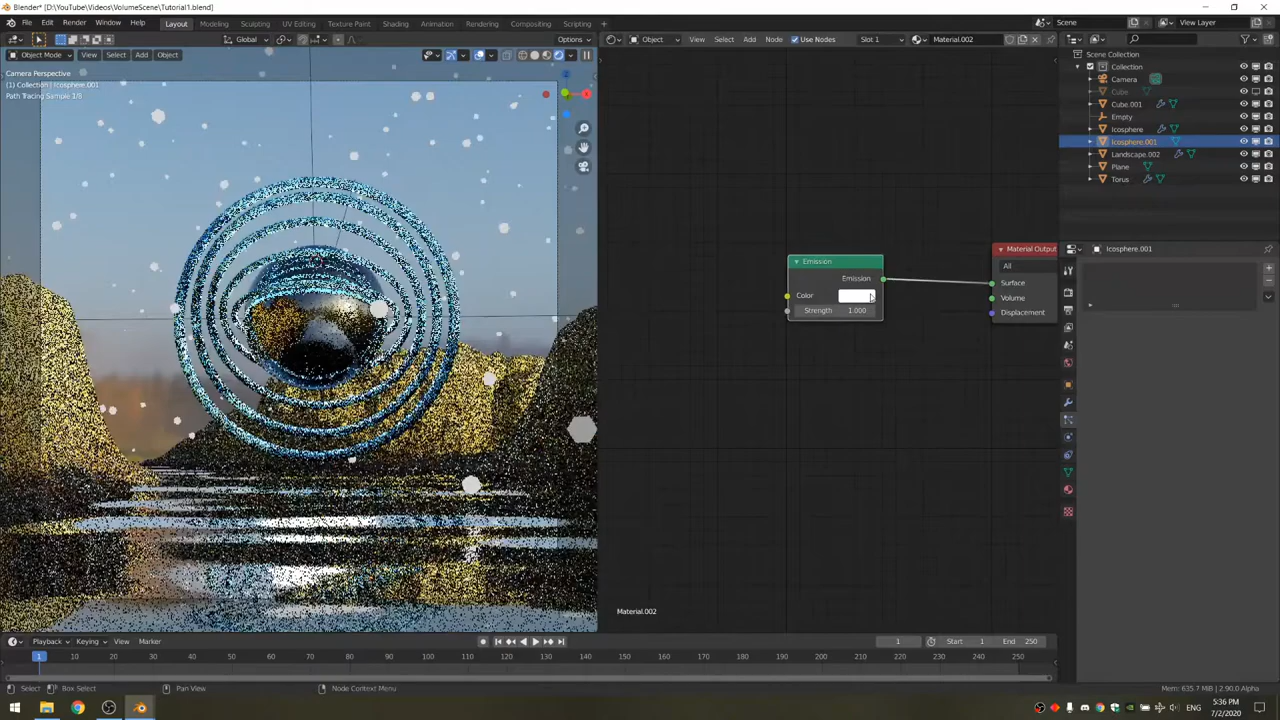 Blender* [D:\YouTube\Videos\VolumeScene\Tutorial1.blend]
File Edit Render Window Help Layout Modeling Sculpting UV Editing Texture Paint Shading Animation Rendering Compositing Scripting Scene View Layer
Global Options Object View Select Add Node Use Nodes Slot 1 Material.002
Object Mode View Select Add Object
Camera Perspective
(1) Collection | Icosphere.001
Path Tracing Sample 1/8
Scene Collection
Collection
Camera
Cube
Cube.001
Empty
Icosphere
Icosphere.001
Landscape.002
Plane
Torus
Icosphere.001
Emission
Emission
Color
Strength 1.000
Material Output
All
Surface
Volume
Displacement
Material.002
Playback Keying View Marker 1 Start 1 End 250
1 10 20 30 40 50 60 70 80 90 100 110 120 130 140 150 160 170 180 190 200 210 220 230 240 250
Select Box Select Pan View Node Context Menu Mem: 635.7 MiB | 2.90.0 Alpha
ENG
5:36 PM
7/2/2020